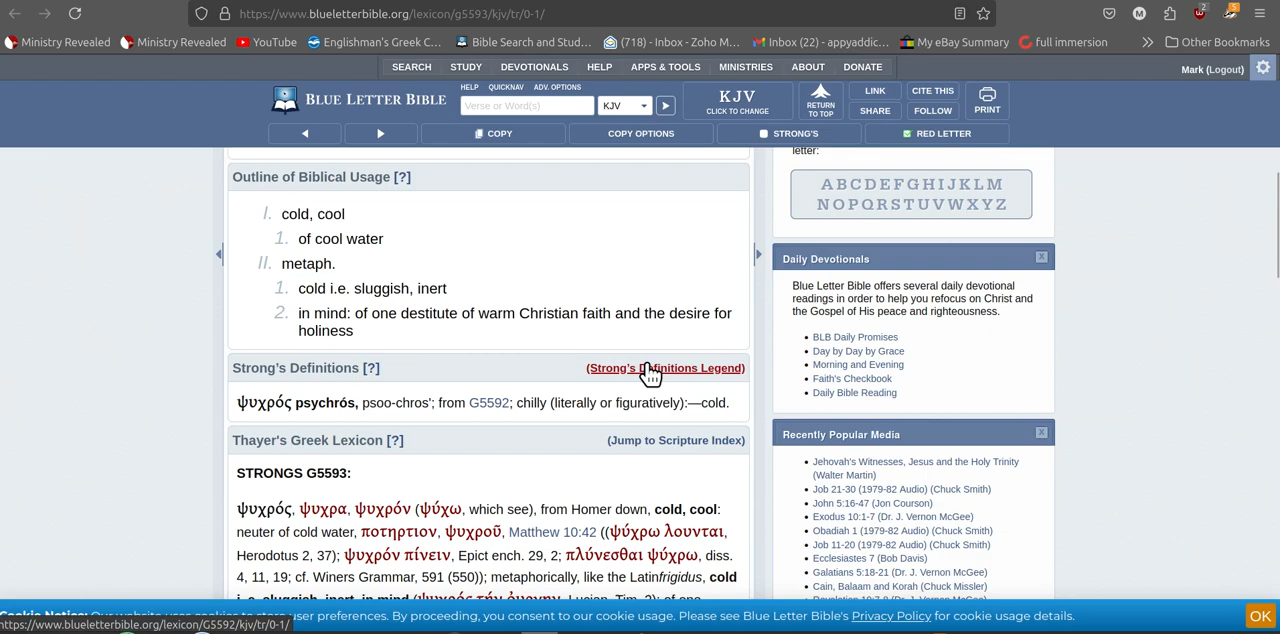 https://www.blueletterbible.org/lexicon/g5593/kjv/tr/0-1/
M 2 5
Ministry Revealed Ministry Revealed YouTube Englishman's Greek C... Bible Search and Stud... (718) - Inbox - Zoho M... Inbox (22) - appyaddic... My eBay Summary full immersion Other Bookmarks
SEARCH STUDY DEVOTIONALS HELP APPS & TOOLS MINISTRIES ABOUT DONATE Mark (Logout)
BLUE LETTER BIBLE
HELP QUICKNAV ADV. OPTIONS
Verse or Word(s) KJV
KJV
CLICK TO CHANGE
RETURN
TO TOP
LINK CITE THIS
SHARE FOLLOW
PRINT
COPY COPY OPTIONS STRONG'S RED LETTER
Outline of Biblical Usage [?]
I. cold, cool
1. of cool water
II. metaph.
1. cold i.e. sluggish, inert
2. in mind: of one destitute of warm Christian faith and the desire for
holiness
Strong's Definitions [?] (Strong's Definitions Legend)
ψυχρός psychrós, psoo-chros'; from G5592; chilly (literally or figuratively):—cold.
Thayer's Greek Lexicon [?] (Jump to Scripture Index)
STRONGS G5593:
ψυχρός, ψυχρα, ψυχρόν (ψύχω, which see), from Homer down, cold, cool:
neuter of cold water, ποτηρτιον, ψυχροῦ, Matthew 10:42 ((ψύχρω λουνται,
Herodotus 2, 37); ψυχρόν πίνειν, Epict ench. 29, 2; πλύνεσθαι ψύχρω, diss.
4, 11, 19; cf. Winers Grammar, 591 (550)); metaphorically, like the Latinfrigidus, cold
letter:
ABCDEFGHIJKLM
NOPQRSTUVWXYZ
Daily Devotionals X
Blue Letter Bible offers several daily devotional
readings in order to help you refocus on Christ and
the Gospel of His peace and righteousness.
BLB Daily Promises
Day by Day by Grace
Morning and Evening
Faith's Checkbook
Daily Bible Reading
Recently Popular Media X
Jehovah's Witnesses, Jesus and the Holy Trinity
(Walter Martin)
Job 21-30 (1979-82 Audio) (Chuck Smith)
John 5:16-47 (Jon Courson)
Exodus 10:1-7 (Dr. J. Vernon McGee)
Obadiah 1 (1979-82 Audio) (Chuck Smith)
Job 11-20 (1979-82 Audio) (Chuck Smith)
Ecclesiastes 7 (Bob Davis)
Galatians 5:18-21 (Dr. J. Vernon McGee)
Cain, Balaam and Korah (Chuck Missler)
user preferences. By proceeding, you consent to our cookie usage. Please see Blue Letter Bible's Privacy Policy for cookie usage details. OK
https://www.blueletterbible.org/lexicon/G5593/kjv/tr/0-1/